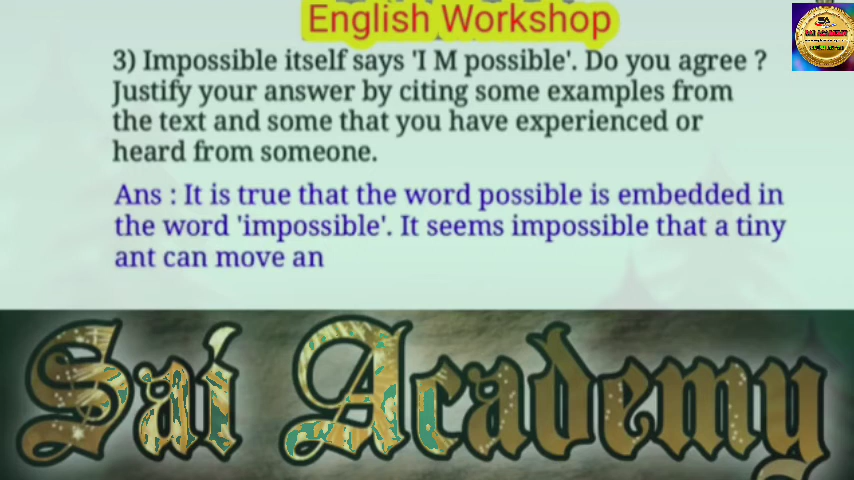 English Workshop
3) Impossible itself says 'I M possible'. Do you agree ?
Justify your answer by citing some examples from
the text and some that you have experienced or
heard from someone.
Ans : It is true that the word possible is embedded in
the word 'impossible'. It seems impossible that a tiny
ant can move an
SAI ACADEMY
Sai Academy